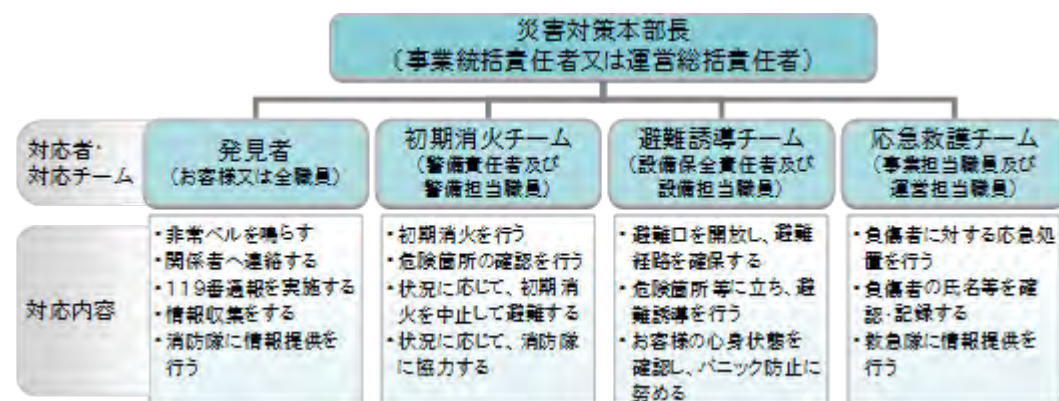 災害対策本部長
（事業統括責任者又は運営総括責任者）
対応者・
対応チーム
発見者
（お客様又は全職員）
初期消火チーム
（警備責任者及び
警備担当職員）
避難誘導チーム
（設備保全責任者及び
設備担当職員）
応急救護チーム
（事業担当職員及び
運営担当職員）
対応内容
・非常ベルを鳴らす
・関係者へ連絡する
・119番通報を実施する
・情報収集をする
・消防隊に情報提供を
行う
・初期消火を行う
・危険箇所の確認を行う
・状況に応じて、初期消
火を中止して避難する
・状況に応じて、消防隊
に協力する
・避難口を開放し、避難
経路を確保する
・危険箇所等に立ち、避
難誘導を行う
・お客様の心身状態を
確認し、パニック防止に
努める
・負傷者に対する応急処
置を行う
・負傷者の氏名等を確
認・記録する
・救急隊に情報提供を
行う